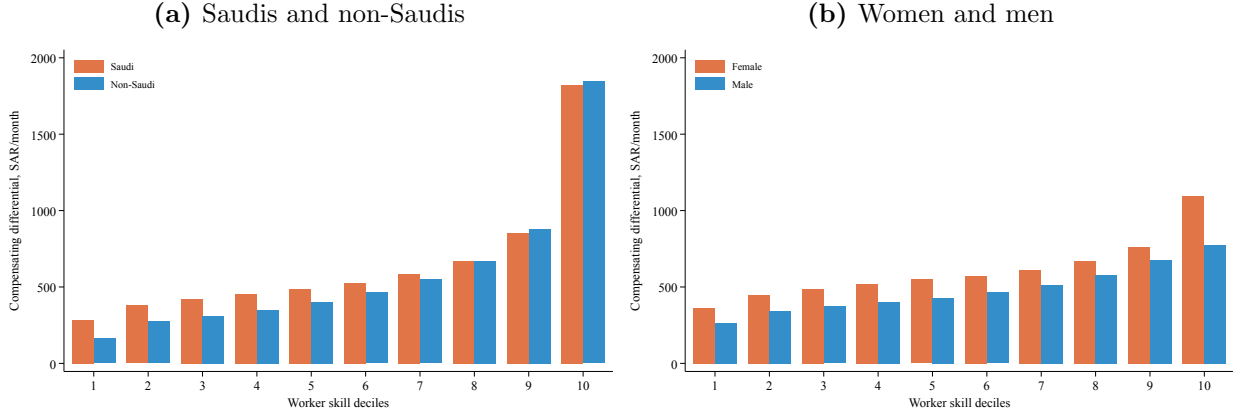 (a) Saudis and non-Saudis
Compensating differential, SAR/month
2000
1500
1000
500
0
Saudi
Non-Saudi
1 2 3 4 5 6 7 8 9 10
Worker skill deciles
(b) Women and men
Compensating differential, SAR/month
2000
1500
1000
500
0
Female
Male
1 2 3 4 5 6 7 8 9 10
Worker skill deciles